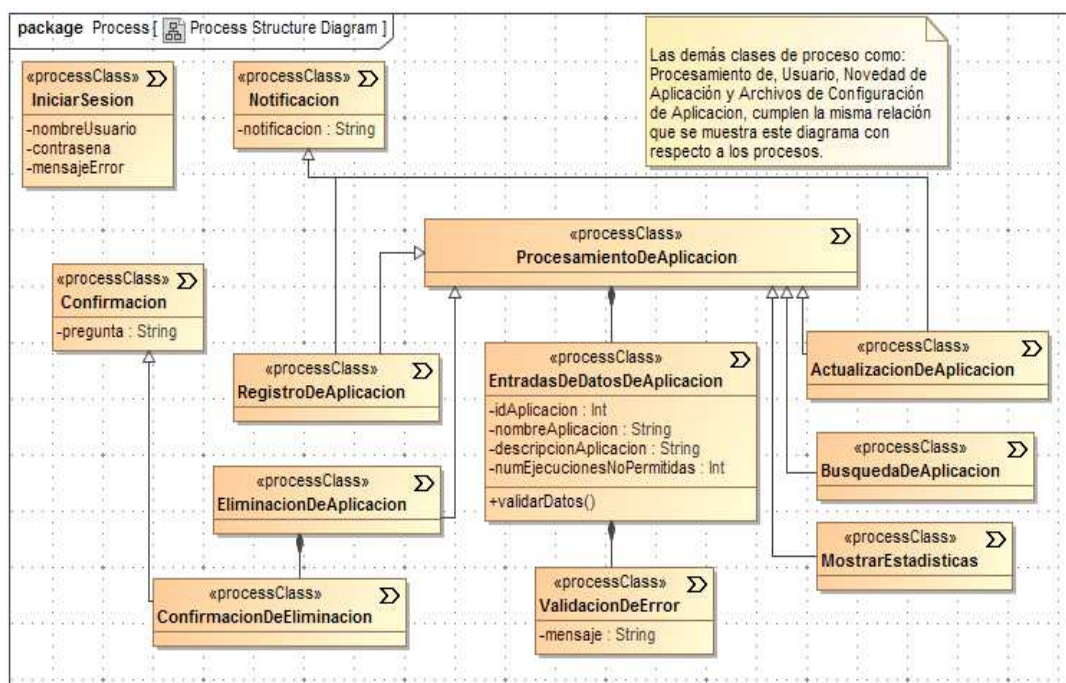 package Process [ Process Structure Diagram ]
Las demás clases de proceso como:
Procesamiento de, Usuario, Novedad de
Aplicación y Archivos de Configuración
de Aplicacion, cumplen la misma relación
que se muestra este diagrama con
respecto a los procesos.
«processClass»
IniciarSesion
-nombreUsuario
-contrasena
-mensajeError
«processClass»
Notificacion
-notificacion : String
«processClass»
ProcesamientoDeAplicacion
«processClass»
Confirmacion
-pregunta : String
«processClass»
RegistroDeAplicacion
«processClass»
EntradasDeDatosDeAplicacion
-idAplicacion : Int
-nombreAplicacion : String
-descripcionAplicacion : String
-numEjecucionesNoPermitidas : Int
+validarDatos()
«processClass»
ActualizacionDeAplicacion
«processClass»
BusquedaDeAplicacion
«processClass»
EliminacionDeAplicacion
«processClass»
MostrarEstadisticas
«processClass»
ConfirmacionDeEliminacion
«processClass»
ValidacionDeError
-mensaje : String